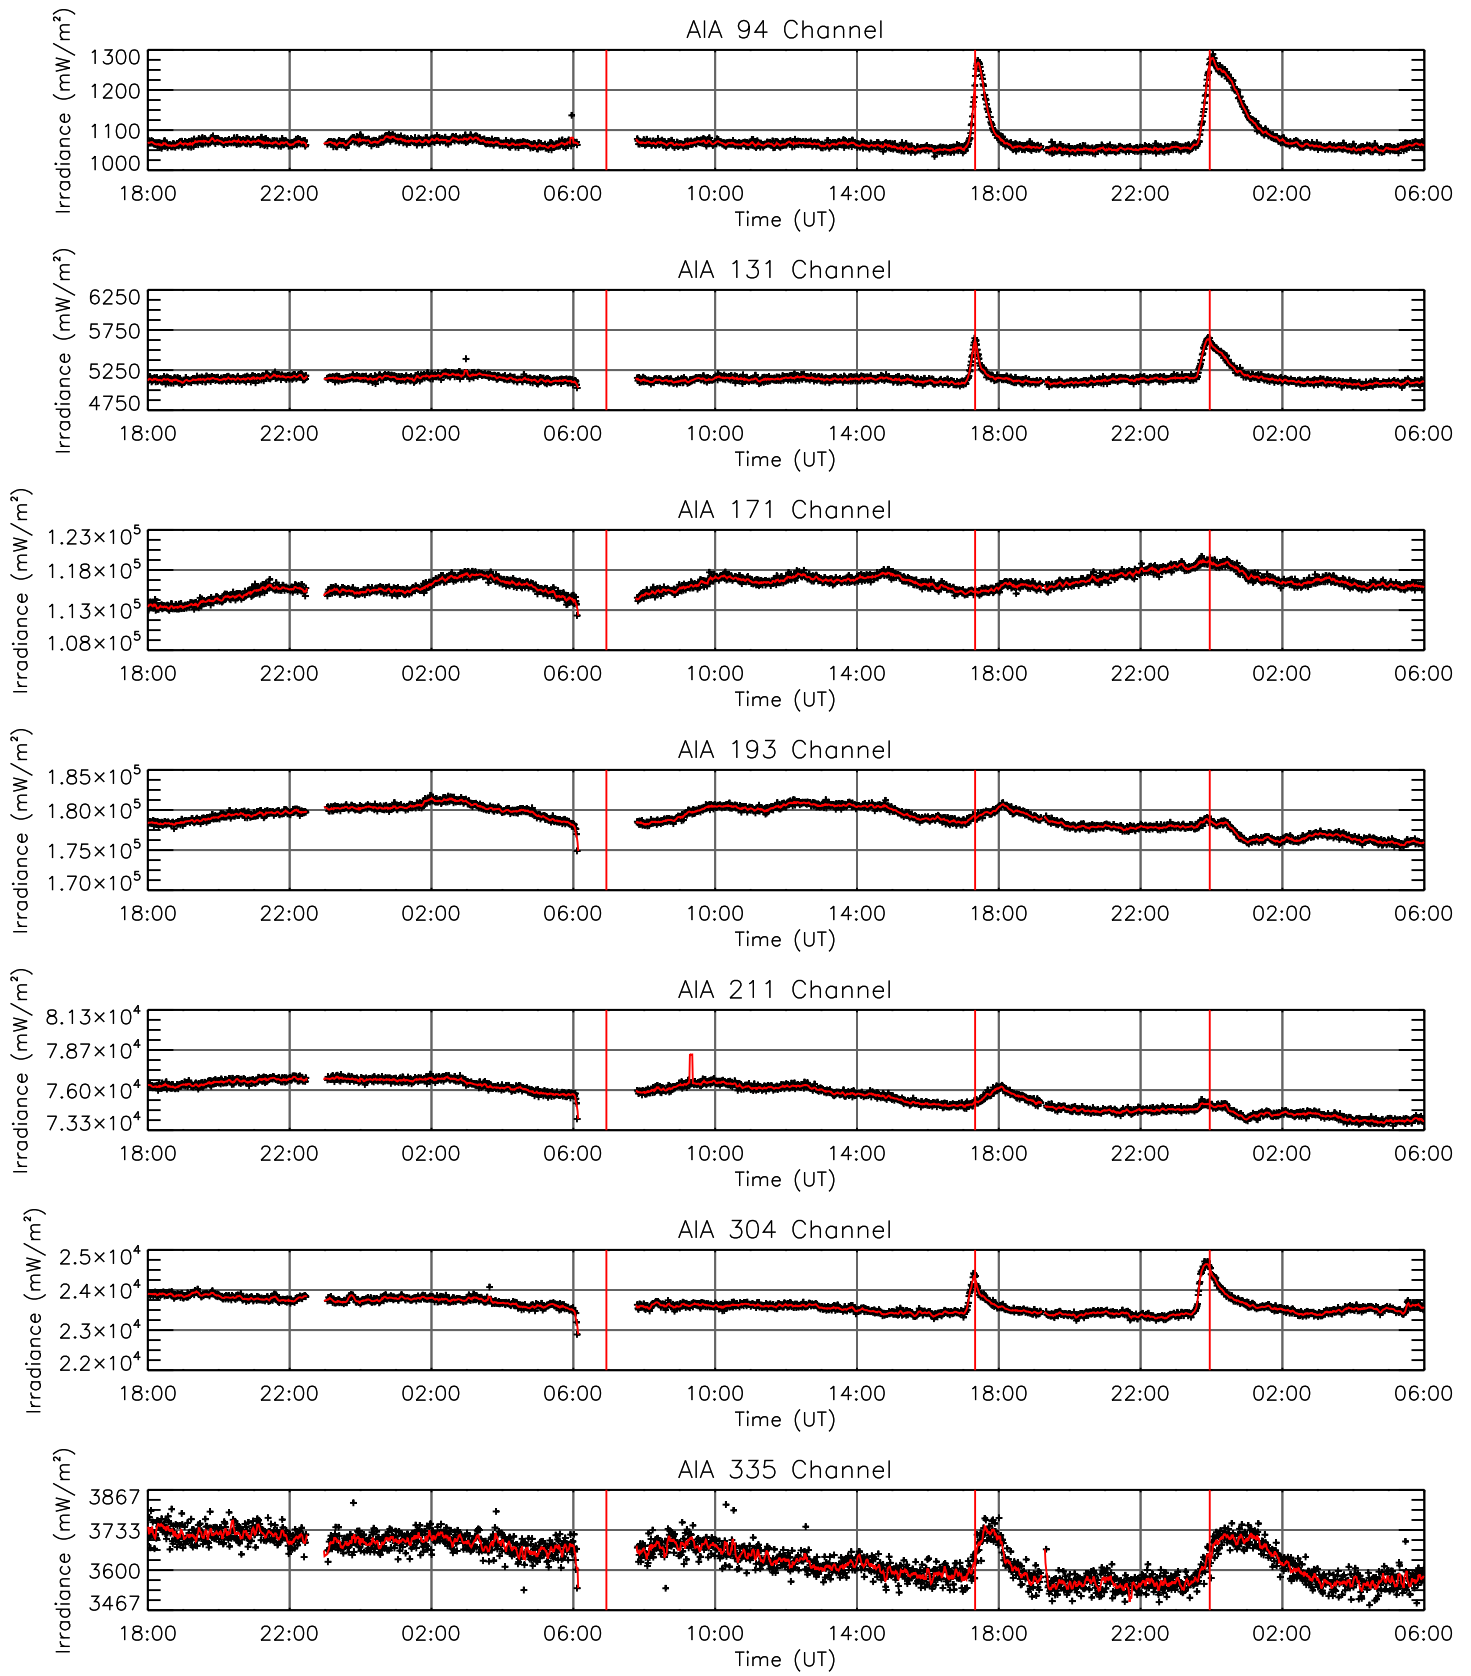 AIA 94 Channel
Irradiance (mW/m²)
1300
1200
1100
1000
18:00 22:00 02:00 06:00 10:00 14:00 18:00 22:00 02:00 06:00
Time (UT)
AIA 131 Channel
Irradiance (mW/m²)
6250
5750
5250
4750
18:00 22:00 02:00 06:00 10:00 14:00 18:00 22:00 02:00 06:00
Time (UT)
AIA 171 Channel
Irradiance (mW/m²)
1.23×10⁵
1.18×10⁵
1.13×10⁵
1.08×10⁵
18:00 22:00 02:00 06:00 10:00 14:00 18:00 22:00 02:00 06:00
Time (UT)
AIA 193 Channel
Irradiance (mW/m²)
1.85×10⁵
1.80×10⁵
1.75×10⁵
1.70×10⁵
18:00 22:00 02:00 06:00 10:00 14:00 18:00 22:00 02:00 06:00
Time (UT)
AIA 211 Channel
Irradiance (mW/m²)
8.13×10⁴
7.87×10⁴
7.60×10⁴
7.33×10⁴
18:00 22:00 02:00 06:00 10:00 14:00 18:00 22:00 02:00 06:00
Time (UT)
AIA 304 Channel
Irradiance (mW/m²)
2.5×10⁴
2.4×10⁴
2.3×10⁴
2.2×10⁴
18:00 22:00 02:00 06:00 10:00 14:00 18:00 22:00 02:00 06:00
Time (UT)
AIA 335 Channel
Irradiance (mW/m²)
3867
3733
3600
3467
18:00 22:00 02:00 06:00 10:00 14:00 18:00 22:00 02:00 06:00
Time (UT)